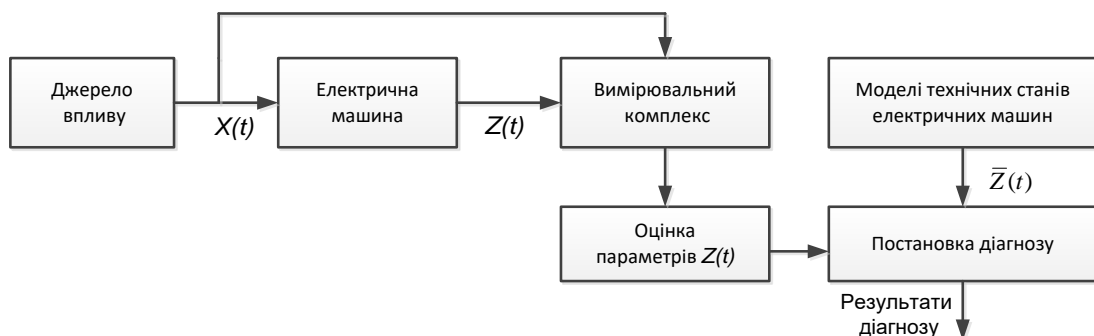 Джерело
впливу
X(t)
Електрична
машина
Z(t)
Вимірювальний
комплекс
Моделі технічних станів
електричних машин
Z̅(t)
Оцінка
параметрів Z(t)
Постановка діагнозу
Результати
діагнозу